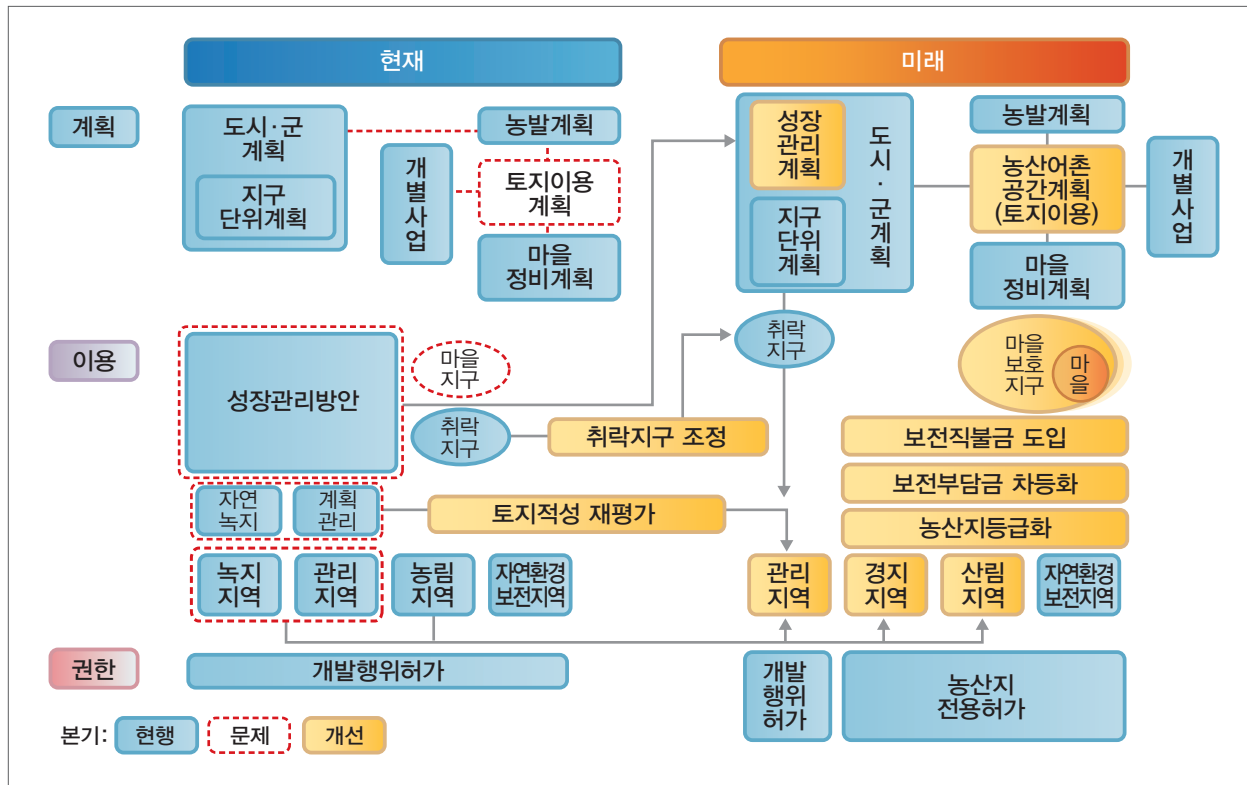 현재
미래
계획
도시·군
계획
지구
단위계획
개별사업
농발계획
토지이용
계획
마을
정비계획
성장
관리
계획
지구
단위
계획
도시·군계획
농발계획
농산어촌
공간계획
(토지이용)
마을
정비계획
개별사업
이용
성장관리방안
마을
지구
취락
지구
취락지구 조정
취락
지구
마을
보호
지구
마을
보전직불금 도입
보전부담금 차등화
농산지등급화
자연
녹지
계획
관리
토지적성 재평가
녹지
지역
관리
지역
농림
지역
자연환경
보전지역
관리
지역
경지
지역
산림
지역
자연환경
보전지역
권한
개발행위허가
개발
행위
허가
농산지
전용허가
본기:
현행
문제
개선